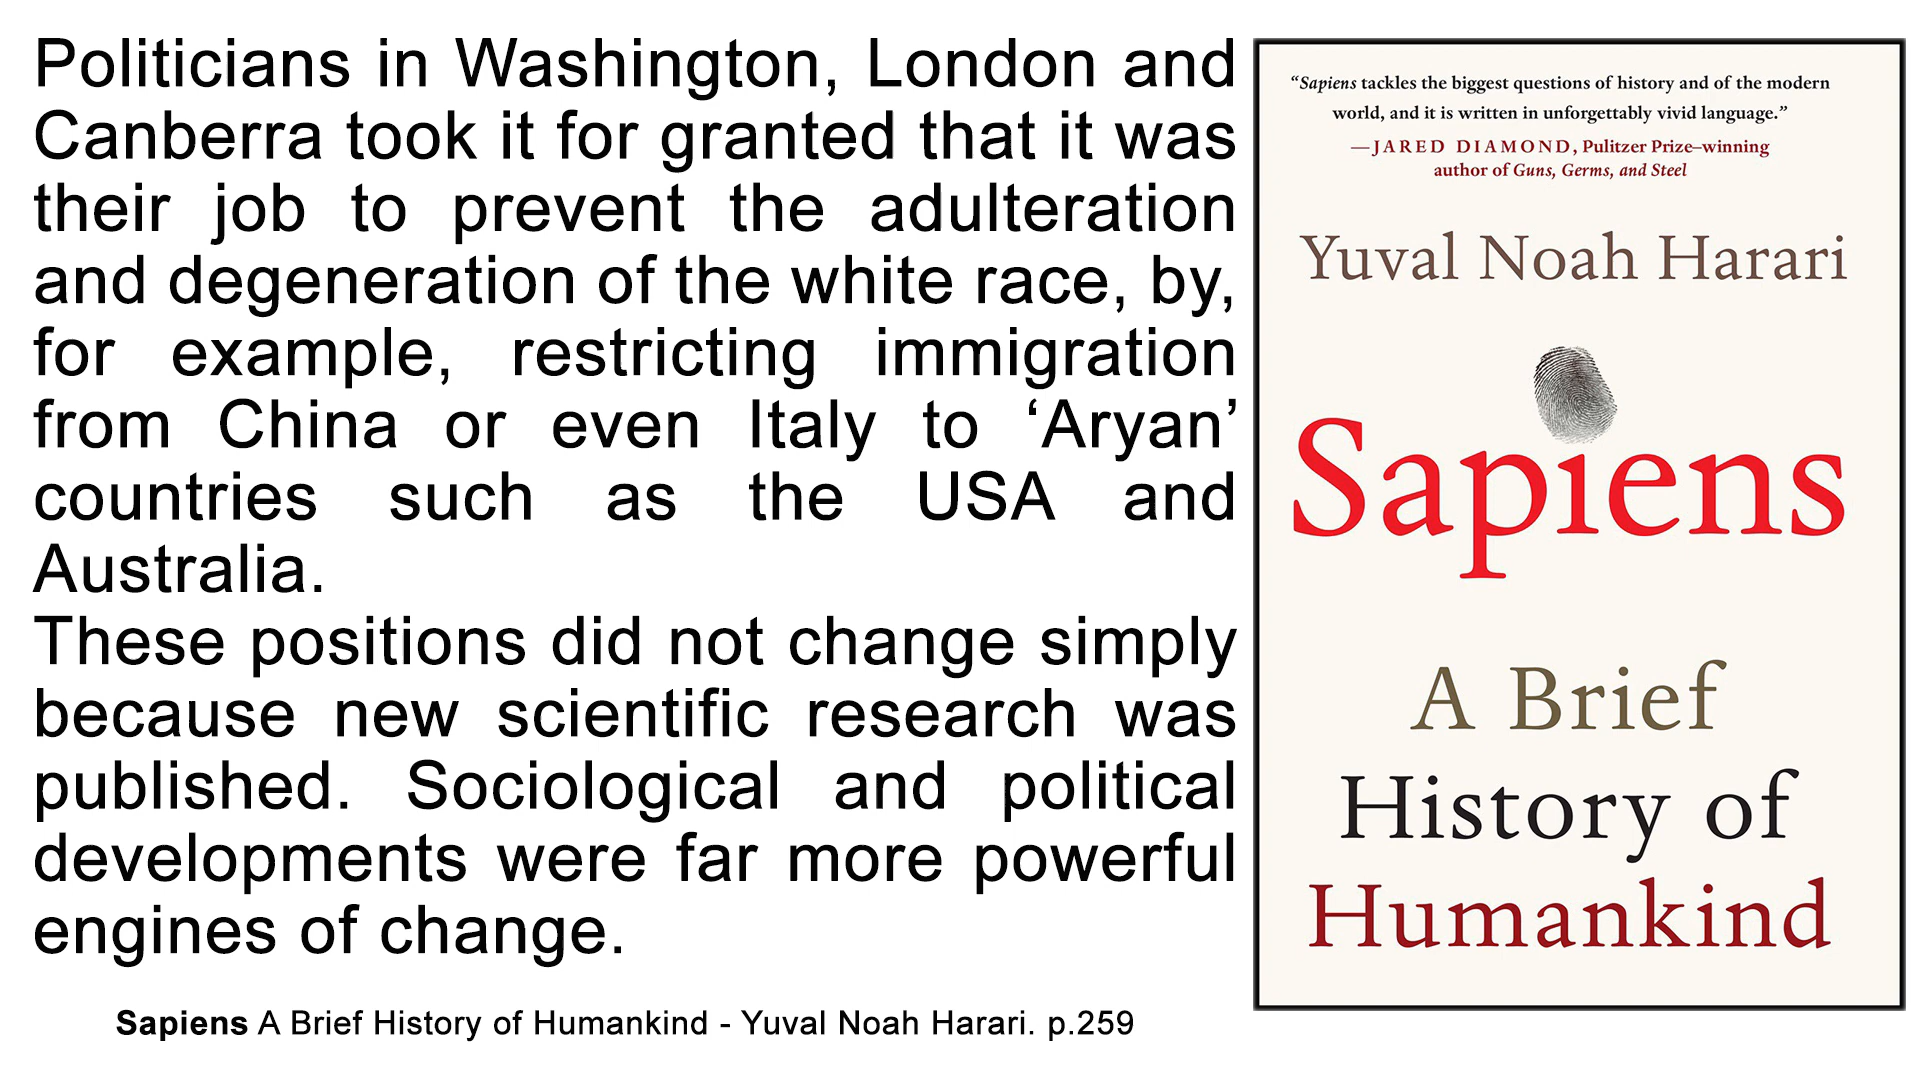 Politicians in Washington, London and
Canberra took it for granted that it was
their job to prevent the adulteration
and degeneration of the white race, by,
for example, restricting immigration
from China or even Italy to ‘Aryan’
countries such as the USA and
Australia.
These positions did not change simply
because new scientific research was
published. Sociological and political
developments were far more powerful
engines of change.
Sapiens A Brief History of Humankind - Yuval Noah Harari. p.259
“Sapiens tackles the biggest questions of history and of the modern
world, and it is written in unforgettably vivid language.”
—JARED DIAMOND, Pulitzer Prize–winning
author of Guns, Germs, and Steel
Yuval Noah Harari
Sapiens
A Brief
History of
Humankind